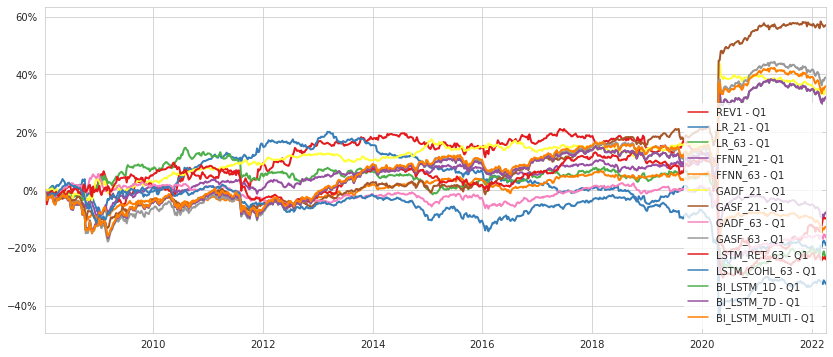 60%
40%
20%
0%
−20%
−40%
REV1 - Q1
LR_21 - Q1
LR_63 - Q1
FFNN_21 - Q1
FFNN_63 - Q1
GADF_21 - Q1
GASF_21 - Q1
GADF_63 - Q1
GASF_63 - Q1
LSTM_RET_63 - Q1
LSTM_COHL_63 - Q1
BI_LSTM_1D - Q1
BI_LSTM_7D - Q1
BI_LSTM_MULTI - Q1
2010 2012 2014 2016 2018 2020 2022